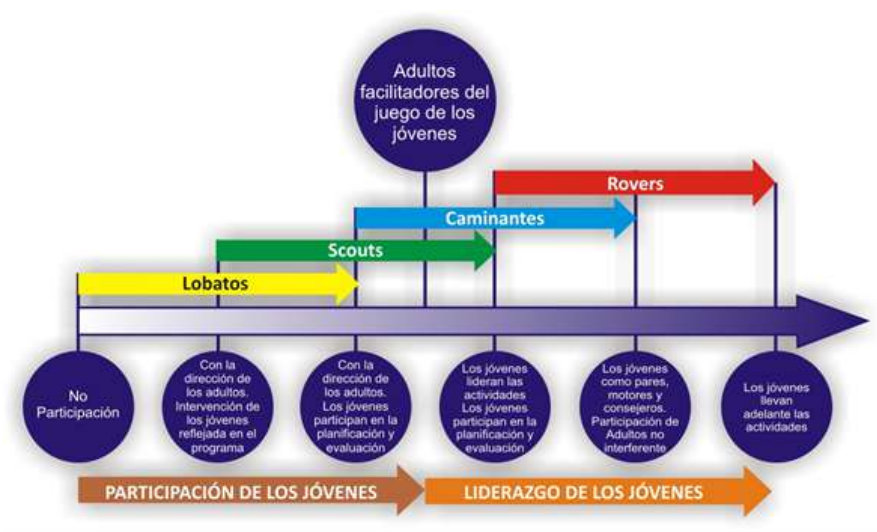 Adultos
facilitadores del
juego de los
jóvenes
Rovers
Caminantes
Scouts
Lobatos
No
Participación
Con la
dirección de
los adultos.
Intervención de
los jóvenes
reflejada en el
programa
Con la
dirección de
los adultos.
Los jóvenes
participan en la
planificación y
evaluación
Los jóvenes
lideran las
actividades
Los jóvenes
participan en la
planificación y
evaluación
Los jóvenes
como pares,
motores y
consejeros.
Participación de
Adultos no
interferente
Los jóvenes
llevan
adelante las
actividades
PARTICIPACIÓN DE LOS JÓVENES
LIDERAZGO DE LOS JÓVENES